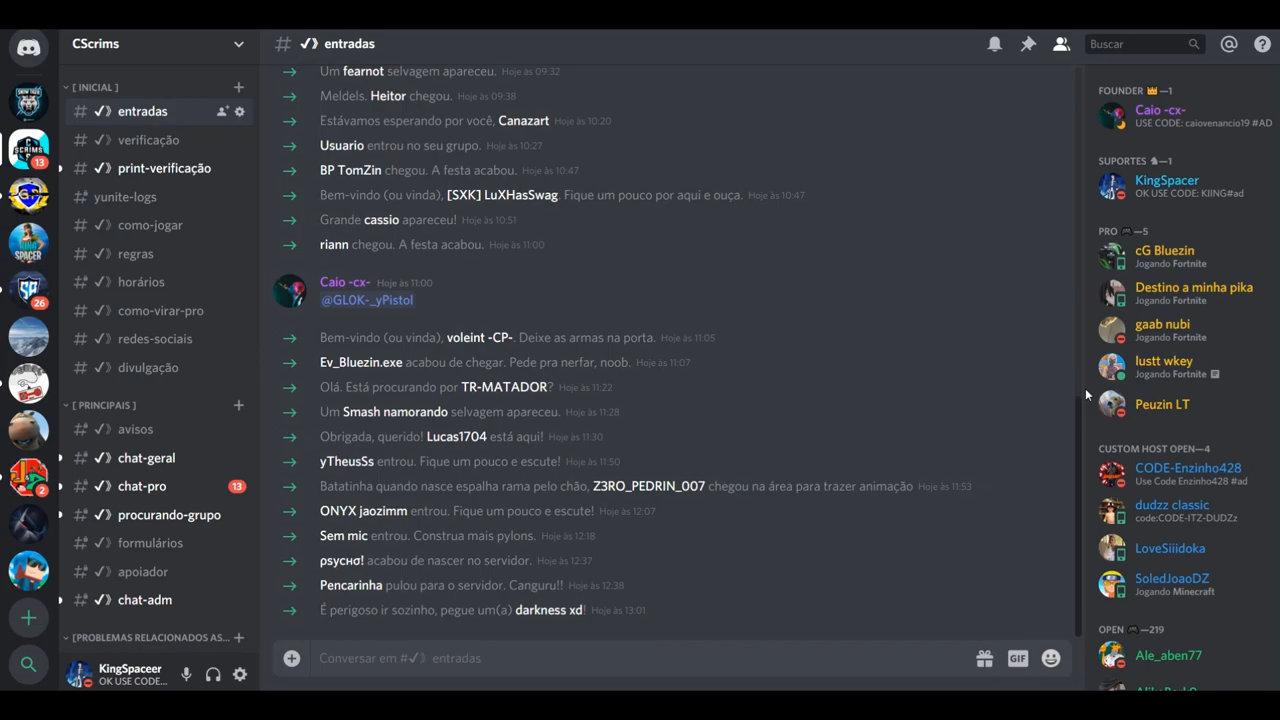 CScrims
[ INICIAL ]
entradas
verificação
print-verificação
yunite-logs
como-jogar
regras
horários
como-virar-pro
redes-sociais
divulgação
[ PRINCIPAIS ]
avisos
chat-geral
chat-pro 13
procurando-grupo
formulários
apoiador
chat-adm
[PROBLEMAS RELACIONADOS AS...
KingSpaceer
OK USE CODE...
13
26
2
# entradas
Um fearnot selvagem apareceu. Hoje às 09:32
Meldels. Heitor chegou. Hoje às 09:38
Estávamos esperando por você, Canazart Hoje às 10:20
Usuario entrou no seu grupo. Hoje às 10:27
BP TomZin chegou. A festa acabou. Hoje às 10:47
Bem-vindo (ou vinda), [SXK] LuXHasSwag. Fique um pouco por aqui e ouça. Hoje às 10:47
Grande cassio apareceu! Hoje às 10:51
riann chegou. A festa acabou. Hoje às 11:00
Caio -cx- Hoje às 11:00
@GL0K-_yPistol
Bem-vindo (ou vinda), voleint -CP-. Deixe as armas na porta. Hoje às 11:05
Ev_Bluezin.exe acabou de chegar. Pede pra nerfar, noob. Hoje às 11:07
Olá. Está procurando por TR-MATADOR? Hoje às 11:22
Um Smash namorando selvagem apareceu. Hoje às 11:28
Obrigada, querido! Lucas1704 está aqui! Hoje às 11:30
yTheusSs entrou. Fique um pouco e escute! Hoje às 11:50
Batatinha quando nasce espalha rama pelo chão, Z3RO_PEDRIN_007 chegou na área para trazer animação Hoje às 11:53
ONYX jaozimm entrou. Fique um pouco e escute! Hoje às 12:07
Sem mic entrou. Construa mais pylons. Hoje às 12:18
ρsycнσ! acabou de nascer no servidor. Hoje às 12:37
Pencarinha pulou para o servidor. Canguru!! Hoje às 12:38
É perigoso ir sozinho, pegue um(a) darkness xd! Hoje às 13:01
Conversar em #✓》 entradas
GIF
Buscar
FOUNDER 👑—1
Caio -cx-
USE CODE: caiovenancio19 #AD
SUPORTES ♞—1
KingSpacer
OK USE CODE: KIING#ad
PRO 🎮—5
cG Bluezin
Jogando Fortnite
Destino a minha pika
Jogando Fortnite
gaab nubi
Jogando Fortnite
lustt wkey
Jogando Fortnite
Peuzin LT
CUSTOM HOST OPEN—4
CODE-Enzinho428
Use Code Enzinho428 #ad
dudzz classic
code:CODE-ITZ-DUDZz
LoveSiiidoka
SoledJoaoDZ
Jogando Minecraft
OPEN 🎮—219
Ale_aben77